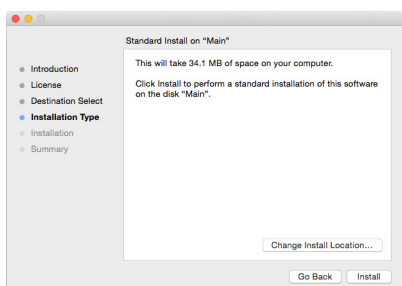 Standard Install on “Main”
Introduction
License
Destination Select
Installation Type
Installation
Summary
This will take 34.1 MB of space on your computer.
Click Install to perform a standard installation of this software
on the disk “Main”.
Change Install Location...
Go Back
Install